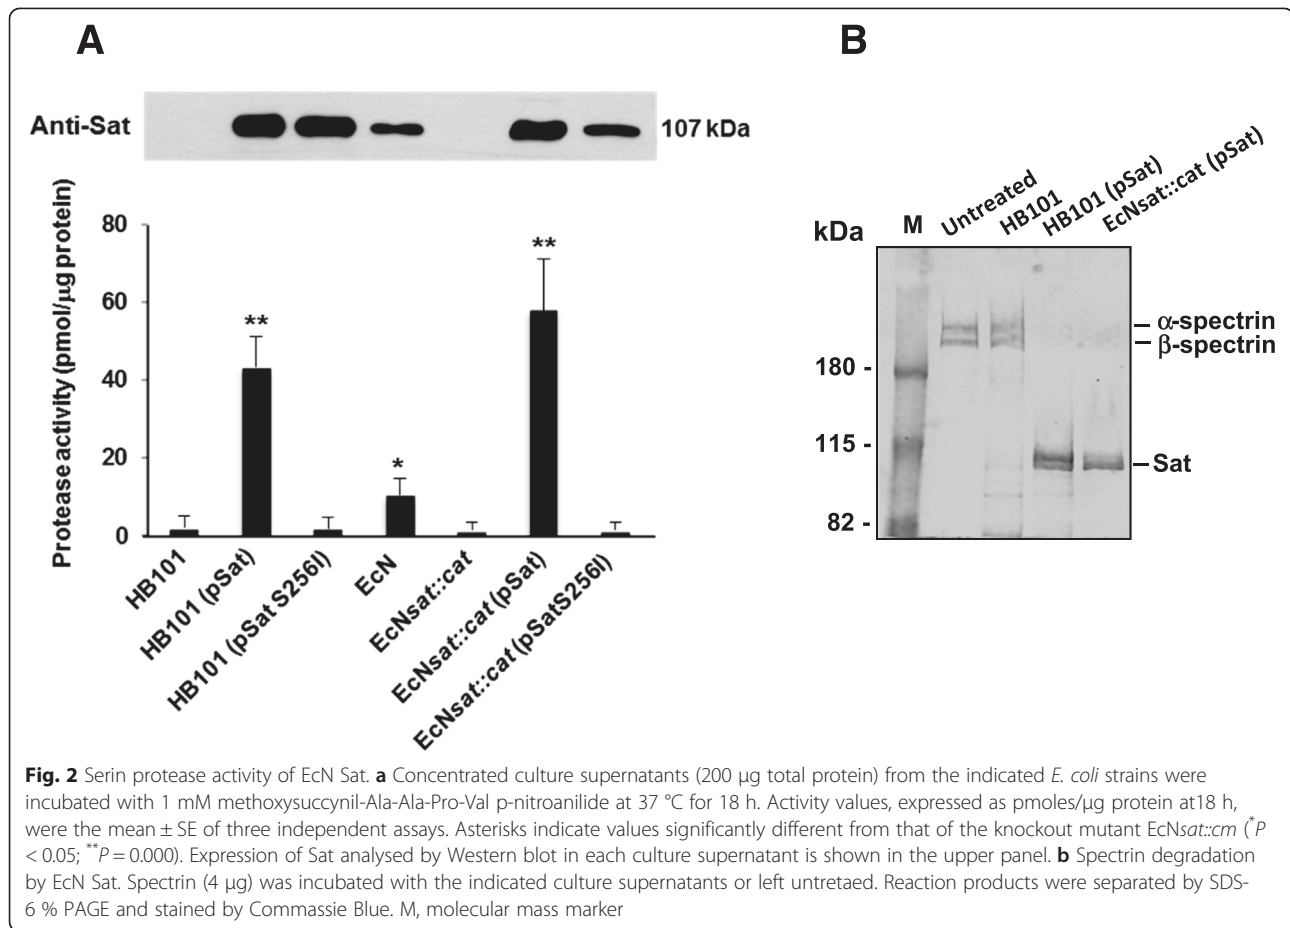 A
B
Anti-Sat
107 kDa
Protease activity (pmol/µg protein)
80
60
40
20
0
**
*
**
HB101
HB101 (pSat)
HB101 (pSat S256I)
EcN
EcNsat::cat
EcNsat::cat (pSat)
EcNsat::cat (pSatS256I)
kDa
M
Untreated
HB101
HB101 (pSat)
EcNsat::cat (pSat)
α-spectrin
β-spectrin
180 -
115 -
Sat
82 -
Fig. 2 Serin protease activity of EcN Sat. a Concentrated culture supernatants (200 µg total protein) from the indicated E. coli strains were
incubated with 1 mM methoxysuccynil-Ala-Ala-Pro-Val p-nitroanilide at 37 °C for 18 h. Activity values, expressed as pmoles/µg protein at18 h,
were the mean ± SE of three independent assays. Asterisks indicate values significantly different from that of the knockout mutant EcNsat::cm (*P
< 0.05; **P = 0.000). Expression of Sat analysed by Western blot in each culture supernatant is shown in the upper panel. b Spectrin degradation
by EcN Sat. Spectrin (4 µg) was incubated with the indicated culture supernatants or left untretaed. Reaction products were separated by SDS-
6 % PAGE and stained by Commassie Blue. M, molecular mass marker